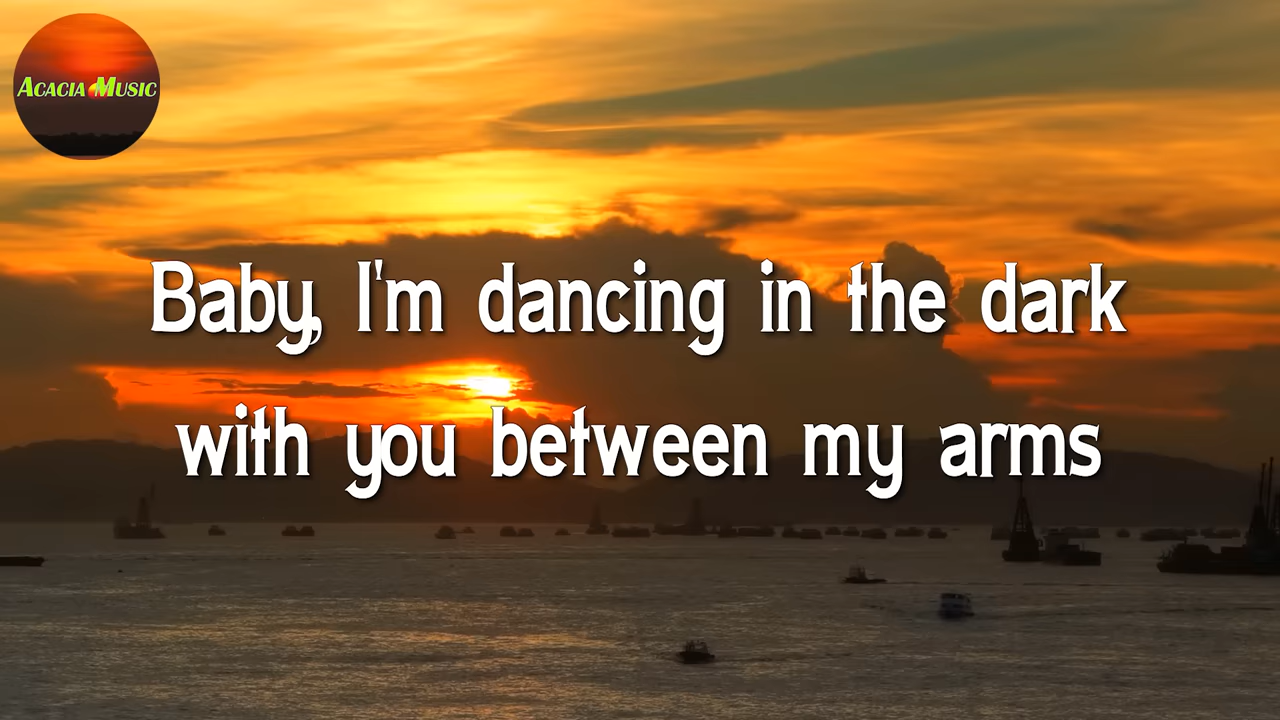 Acacia Music
Baby, I'm dancing in the dark
with you between my arms